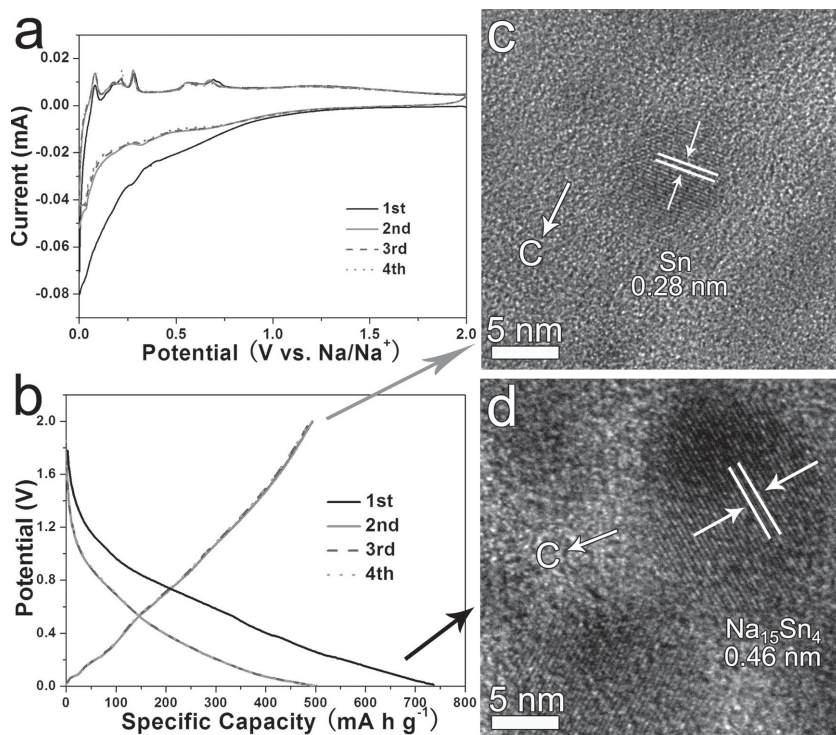 a
0.02
0.00
-0.02
-0.04
-0.06
-0.08
Current (mA)
1st
2nd
3rd
4th
0.0 0.5 1.0 1.5 2.0
Potential (V vs. Na/Na⁺)
c
C
Sn
0.28 nm
5 nm
b
2.0
1.6
1.2
0.8
0.4
0.0
Potential (V)
1st
2nd
3rd
4th
0 100 200 300 400 500 600 700 800
Specific Capacity (mA h g⁻¹)
d
C
Na₁₅Sn₄
0.46 nm
5 nm